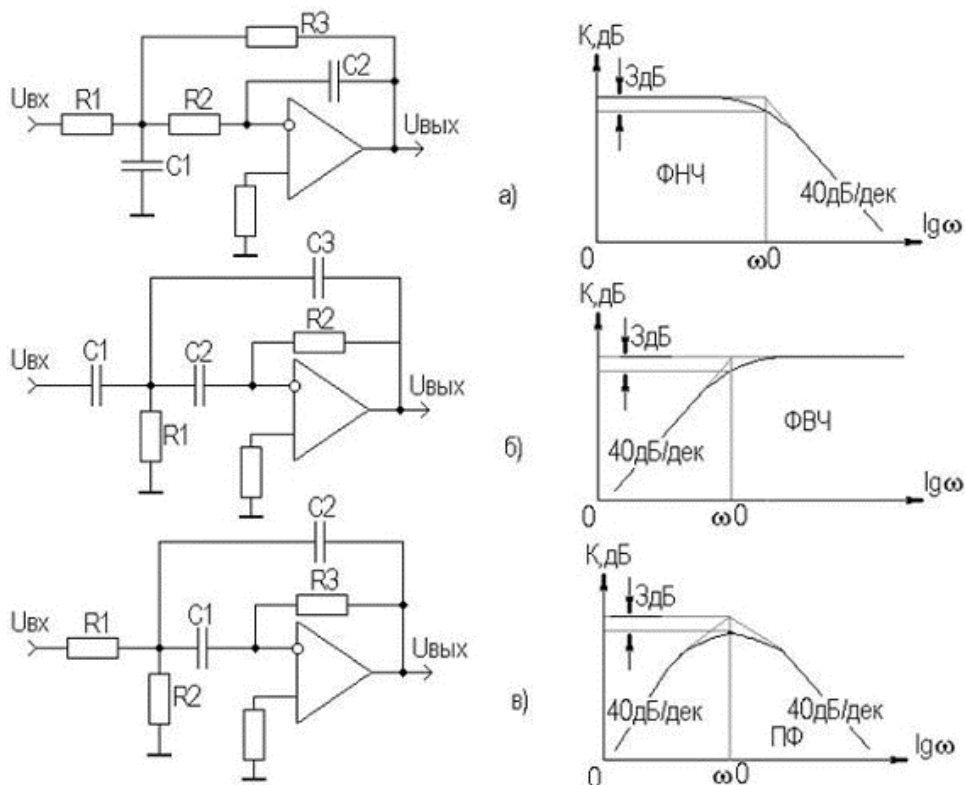 R3
C2
Uвх
R1
R2
Uвых
C1
а)
К,дБ
3дБ
ФНЧ
40дБ/дек
lgω
0
ω0
C3
R2
Uвх
C1
C2
Uвых
R1
б)
К,дБ
3дБ
40дБ/дек
ФВЧ
lgω
0
ω0
C2
R3
Uвх
R1
C1
Uвых
R2
в)
К,дБ
3дБ
40дБ/дек
40дБ/дек
ПФ
lgω
0
ω0